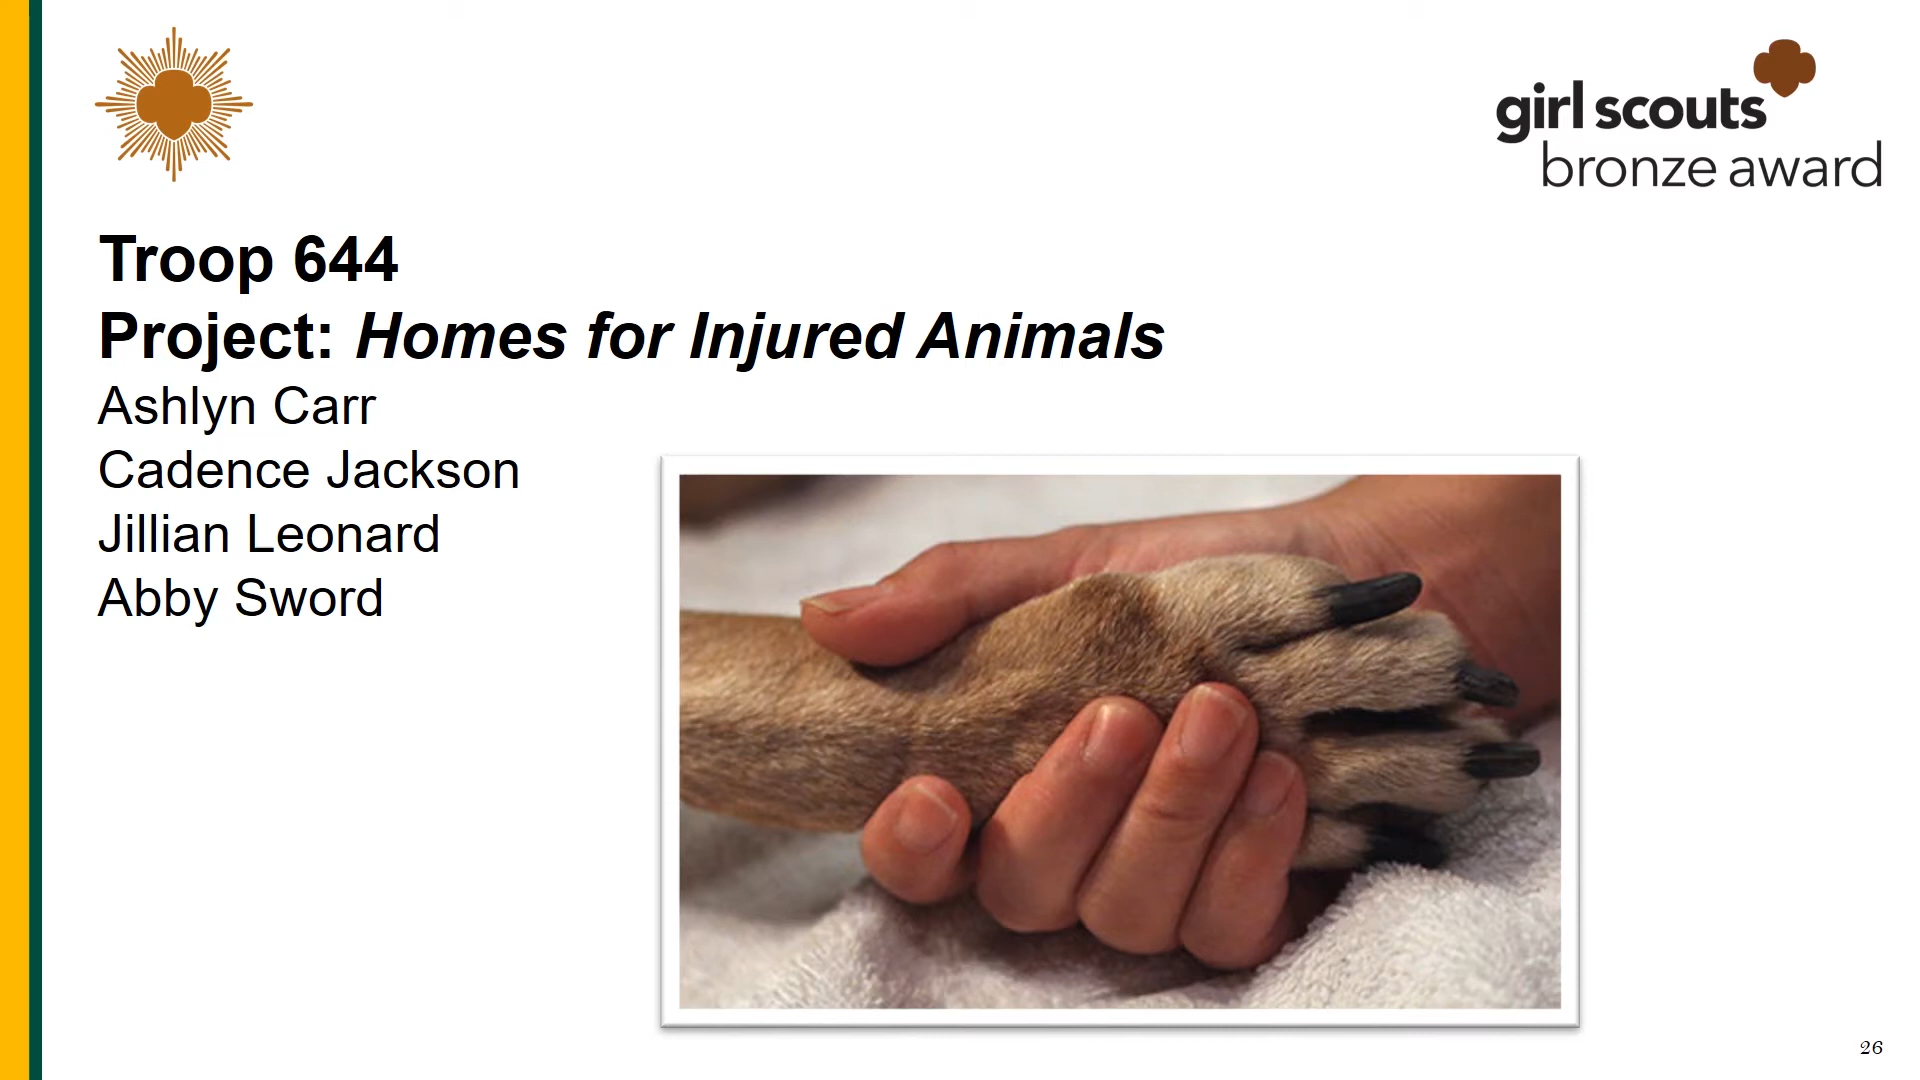 girl scouts
bronze award
Troop 644
Project: Homes for Injured Animals
Ashlyn Carr
Cadence Jackson
Jillian Leonard
Abby Sword
26